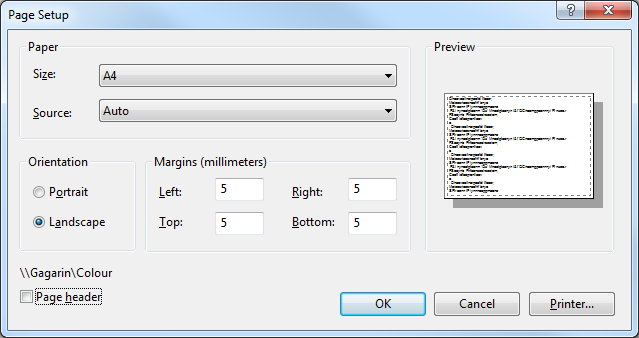 Page Setup
Paper
Size:
A4
Source:
Auto
Orientation
Portrait
Landscape
Margins (millimeters)
Left: 5 Right: 5
Top: 5 Bottom: 5
Preview
\\Gagarin\Colour
Page header
OK Cancel Printer...